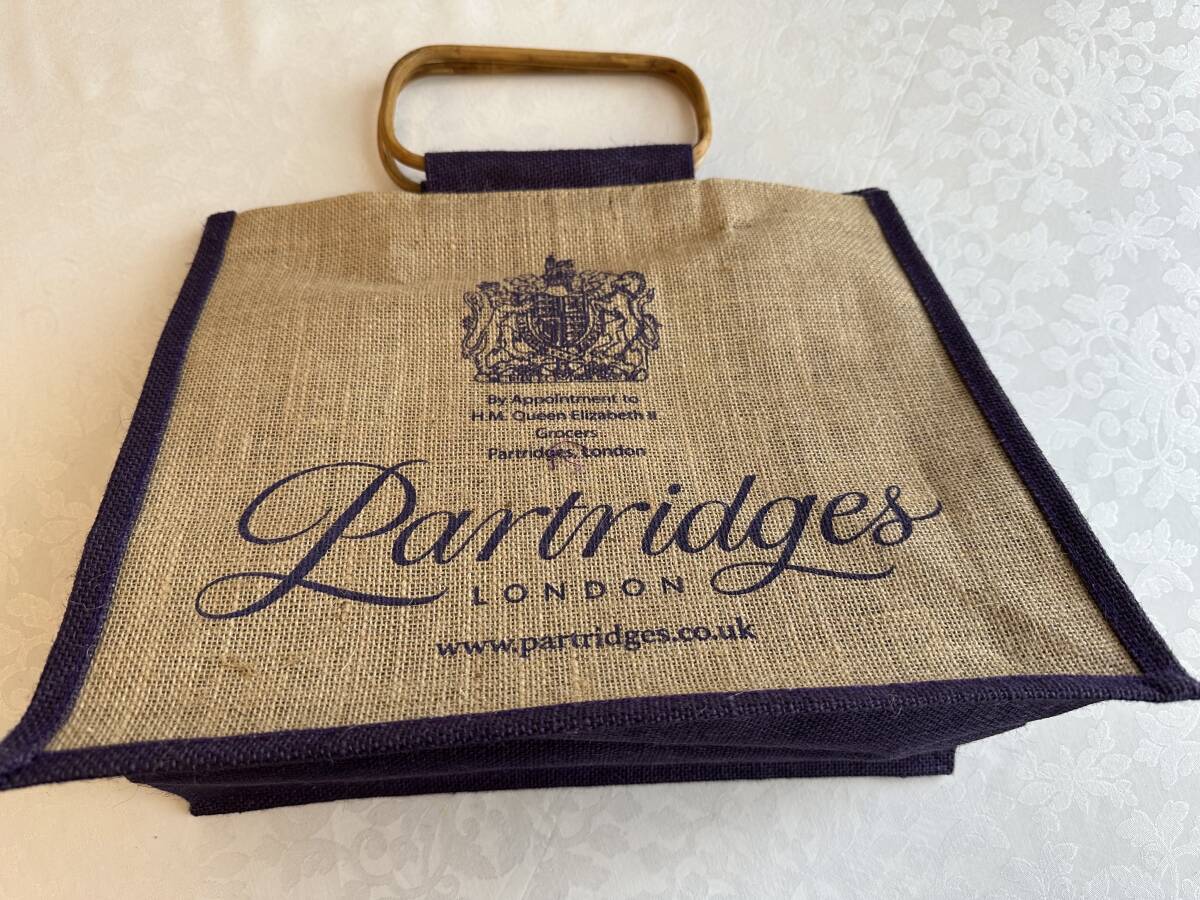 By Appointment to
H.M. Queen Elizabeth II
Grocers
Partridges, London
Partridges
LONDON
www.partridges.co.uk